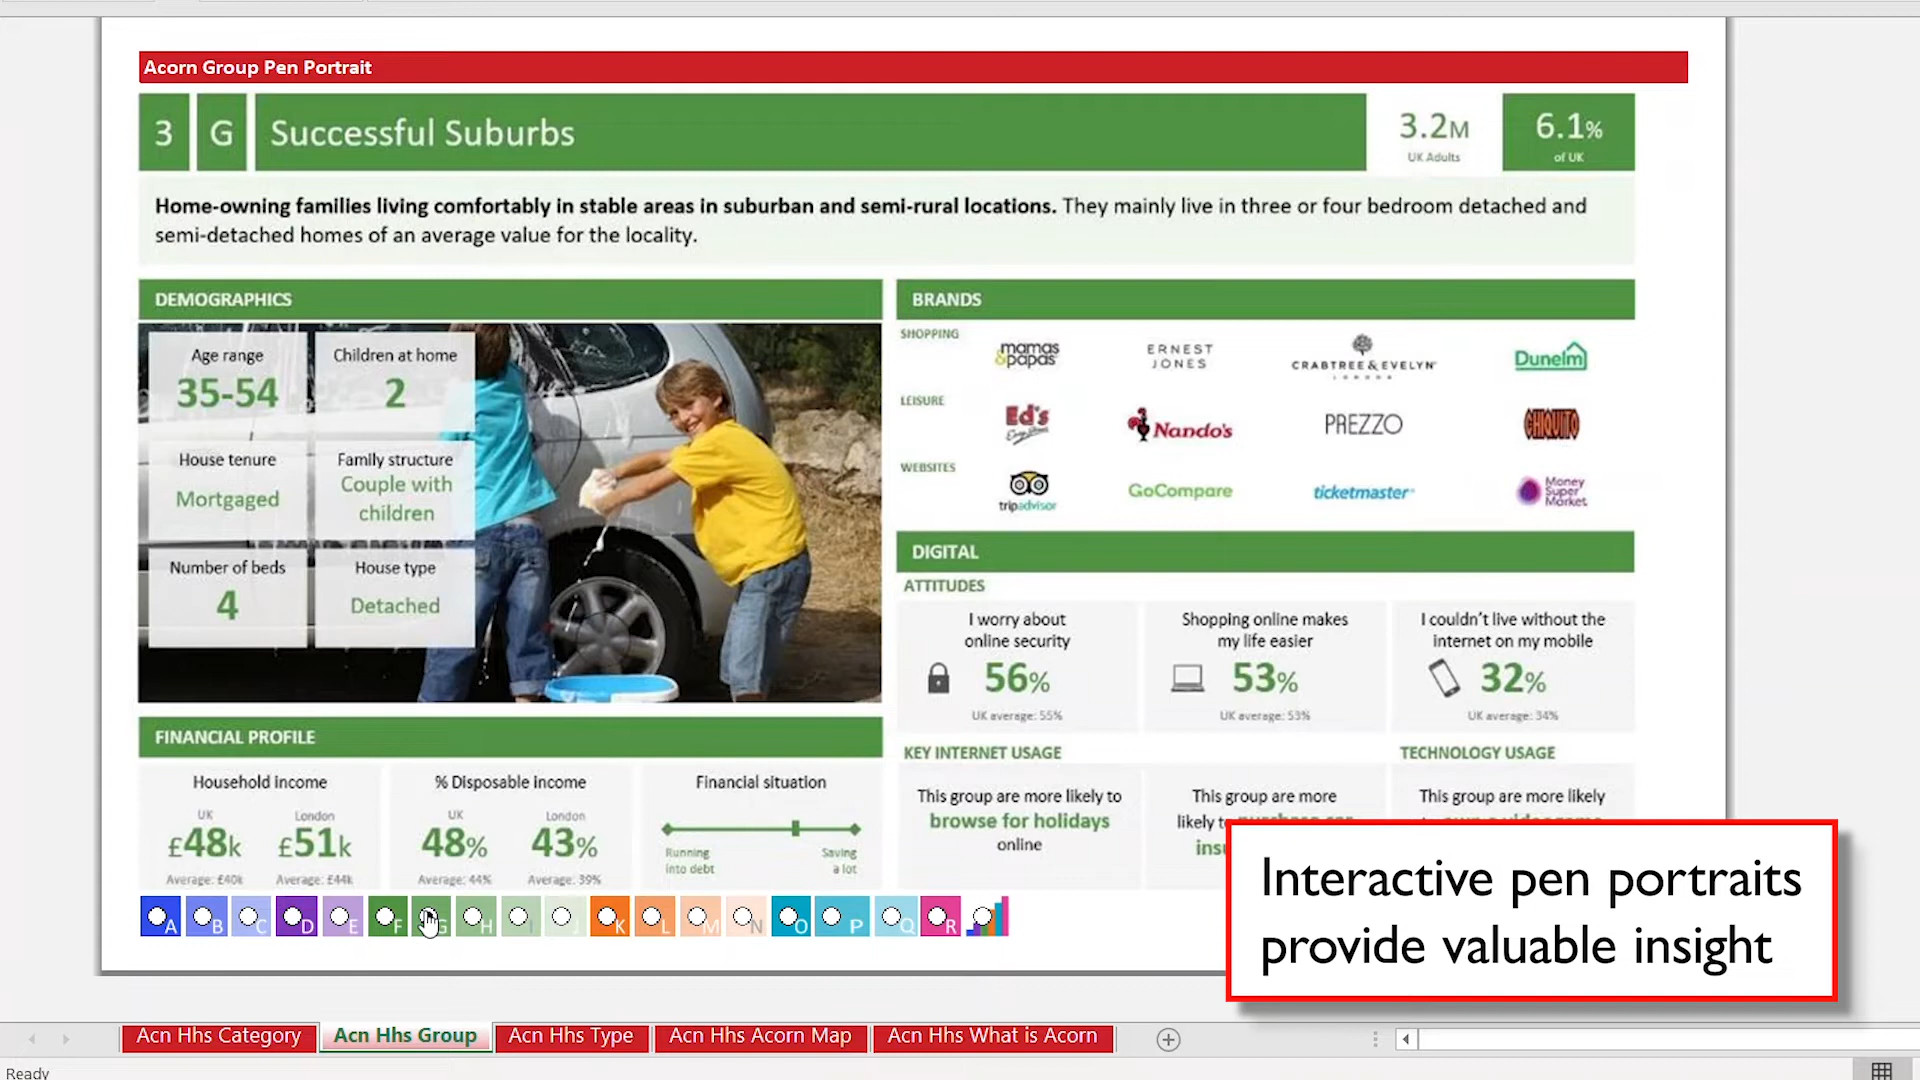 Acorn Group Pen Portrait
3 G Successful Suburbs
3.2M
UK Adults
6.1%
of UK
Home-owning families living comfortably in stable areas in suburban and semi-rural locations. They mainly live in three or four bedroom detached and
semi-detached homes of an average value for the locality.
DEMOGRAPHICS
Age range
35-54
Children at home
2
House tenure
Mortgaged
Family structure
Couple with
children
Number of beds
4
House type
Detached
FINANCIAL PROFILE
Household income
UK
£48k
Average: £40k
London
£51k
Average: £44k
% Disposable income
UK
48%
Average: 44%
London
43%
Average: 39%
Financial situation
Running
into debt
Saving
a lot
BRANDS
SHOPPING
mamas
&papas
ERNEST
JONES
CRABTREE & EVELYN
LONDON
Dunelm
LEISURE
Ed's
Easy Diner
Nando's
PREZZO
CHIQUITO
WEBSITES
tripadvisor
GoCompare
ticketmaster
Money
Super
Market
DIGITAL
ATTITUDES
I worry about
online security
56%
UK average: 55%
Shopping online makes
my life easier
53%
UK average: 53%
I couldn't live without the
internet on my mobile
32%
UK average: 34%
KEY INTERNET USAGE
This group are more likely to
browse for holidays
online
This group are more
likely to
TECHNOLOGY USAGE
This group are more likely
Interactive pen portraits
provide valuable insight
A B C D E F G H I J K L M N O P Q R
Acn Hhs Category
Acn Hhs Group
Acn Hhs Type
Acn Hhs Acorn Map
Acn Hhs What is Acorn
Ready